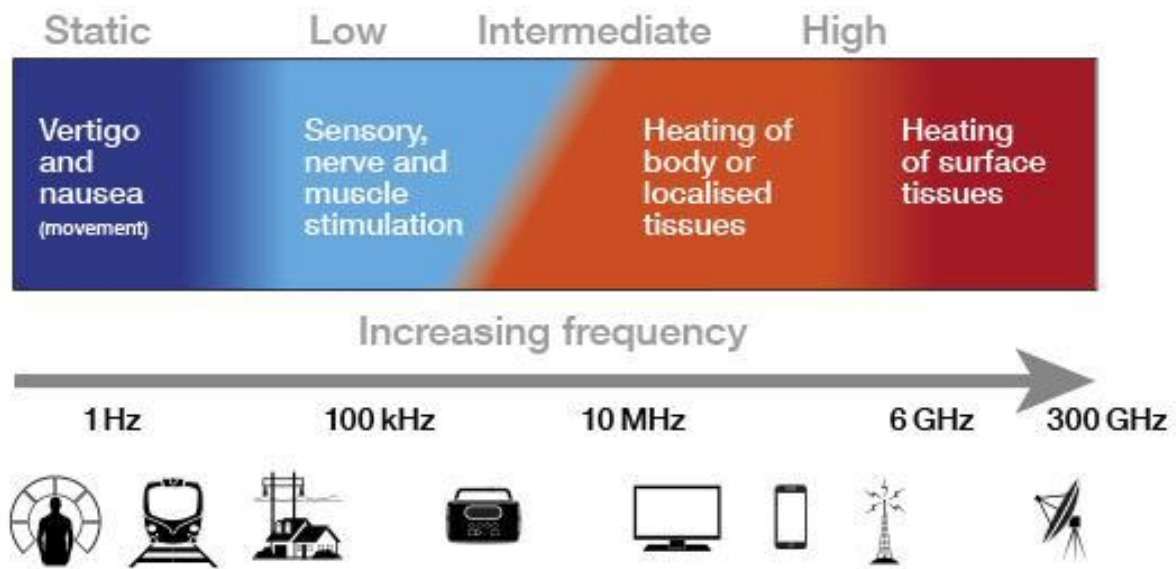 Static Low Intermediate High
Vertigo
and
nausea
(movement)
Sensory,
nerve and
muscle
stimulation
Heating of
body or
localised
tissues
Heating
of surface
tissues
Increasing frequency
1 Hz 100 kHz 10 MHz 6 GHz 300 GHz